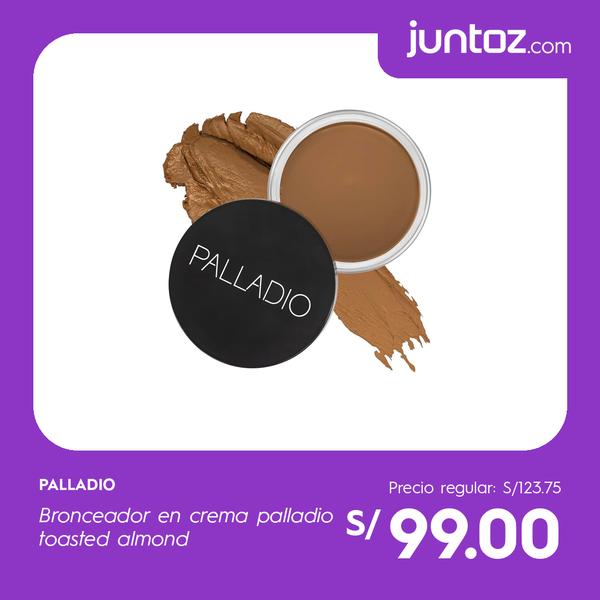 juntoz.com
PALLADIO
PALLADIO
Bronceador en crema palladio
toasted almond
Precio regular: S/123.75
S/ 99.00